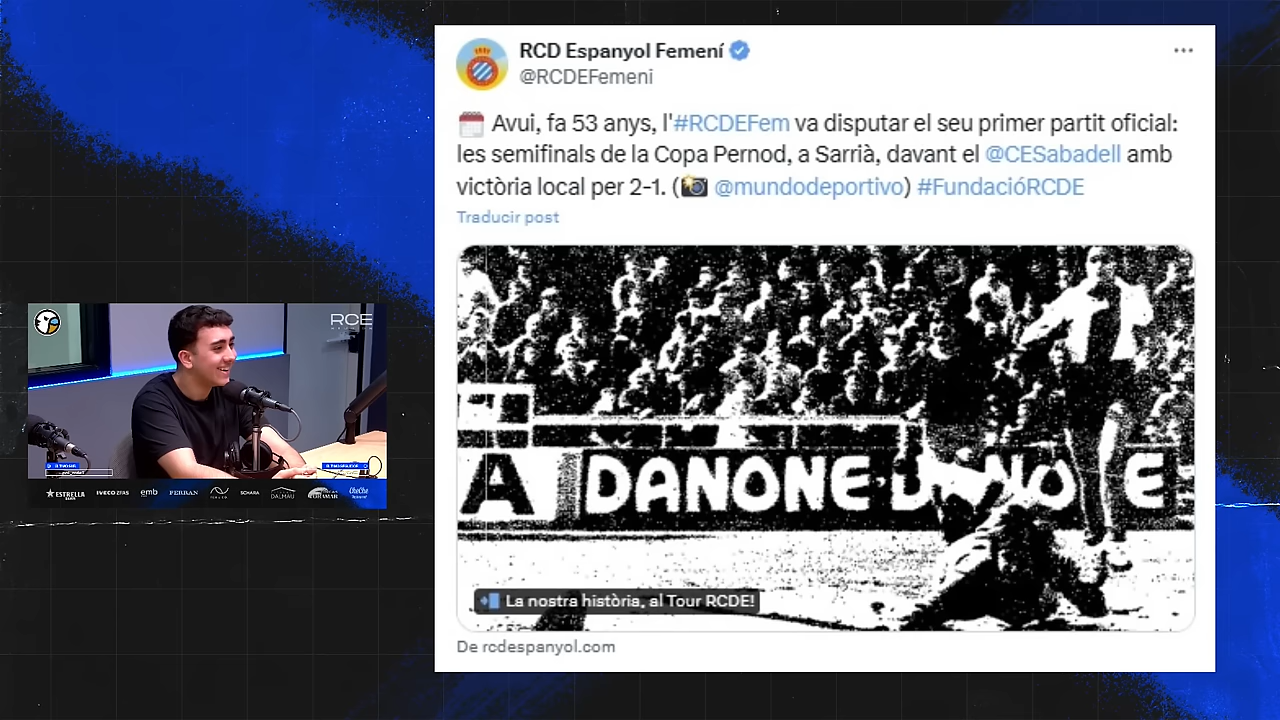 RCD Espanyol Femení
@RCDEFemeni
Avui, fa 53 anys, l'#RCDEFem va disputar el seu primer partit oficial:
les semifinals de la Copa Pernod, a Sarrià, davant el @CESabadell amb
victòria local per 2-1. ( @mundodeportivo) #FundacióRCDE
Traducir post
A DANONE DANONE
La nostra història, al Tour RCDE!
De rcdespanyol.com
RCE
ESTRELLA
IVECO
emb
FERRAN
SCHARA
DALMAU